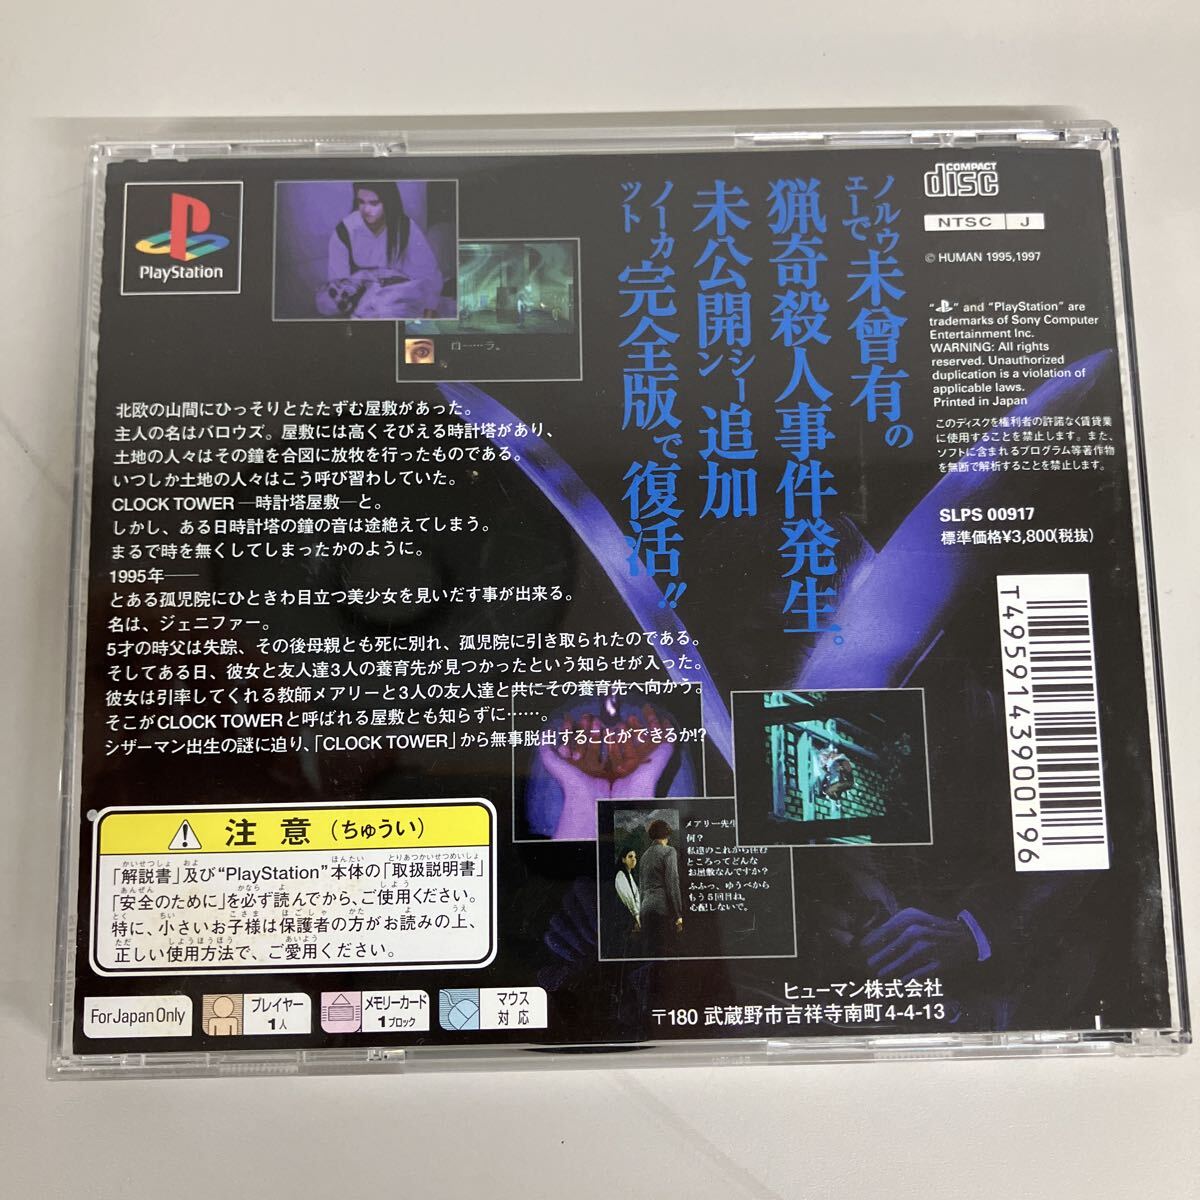 PlayStation
ノルウェーで未曾有の
猟奇殺人事件発生。
未公開シーン追加
ノーカット完全版で復活!!
COMPACT
disc
NTSC J
© HUMAN 1995,1997
"PS" and "PlayStation" are
trademarks of Sony Computer
Entertainment Inc.
WARNING: All rights
reserved. Unauthorized
duplication is a violation of
applicable laws.
Printed in Japan
このディスクを権利者の許諾なく賃貸業
に使用することを禁止します。また、
ソフトに含まれるプログラム等著作物
を無断で解析することを禁止します。
SLPS 00917
標準価格¥3,800(税抜)
T4959143900196
北欧の山間にひっそりとたたずむ屋敷があった。
主人の名はバロウズ。屋敷には高くそびえる時計塔があり、
土地の人々はその鐘を合図に放牧を行ったものである。
いつしか土地の人々はこう呼び習わしていた。
CLOCK TOWER ―時計塔屋敷―と。
しかし、ある日時計塔の鐘の音は途絶えてしまう。
まるで時を無くしてしまったかのように。
1995年――
とある孤児院にひときわ目立つ美少女を見いだす事が出来る。
名は、ジェニファー。
5才の時父は失踪、その後母親とも死に別れ、孤児院に引き取られたのである。
そしてある日、彼女と友人達3人の養育先が見つかったという知らせが入った。
彼女は引率してくれる教師メアリーと3人の友人達と共にその養育先へ向かう。
そこがCLOCK TOWERと呼ばれる屋敷とも知らずに……。
シザーマン出生の謎に迫り、「CLOCK TOWER」から無事脱出することができるか!?
メアリー先生
何?
私達のこれから住む
ところってどんな
お屋敷なんですか?
ふふっ、ゆうべから
もう5回目ね。
心配しないで。
注意(ちゅうい)
「解説書」及び"PlayStation"本体の「取扱説明書」
「安全のために」を必ず読んでから、ご使用ください。
特に、小さいお子様は保護者の方がお読みの上、
正しい使用方法で、ご愛用ください。
For Japan Only
プレイヤー
1人
メモリーカード
1ブロック
マウス
対応
ヒューマン株式会社
〒180 武蔵野市吉祥寺南町4-4-13